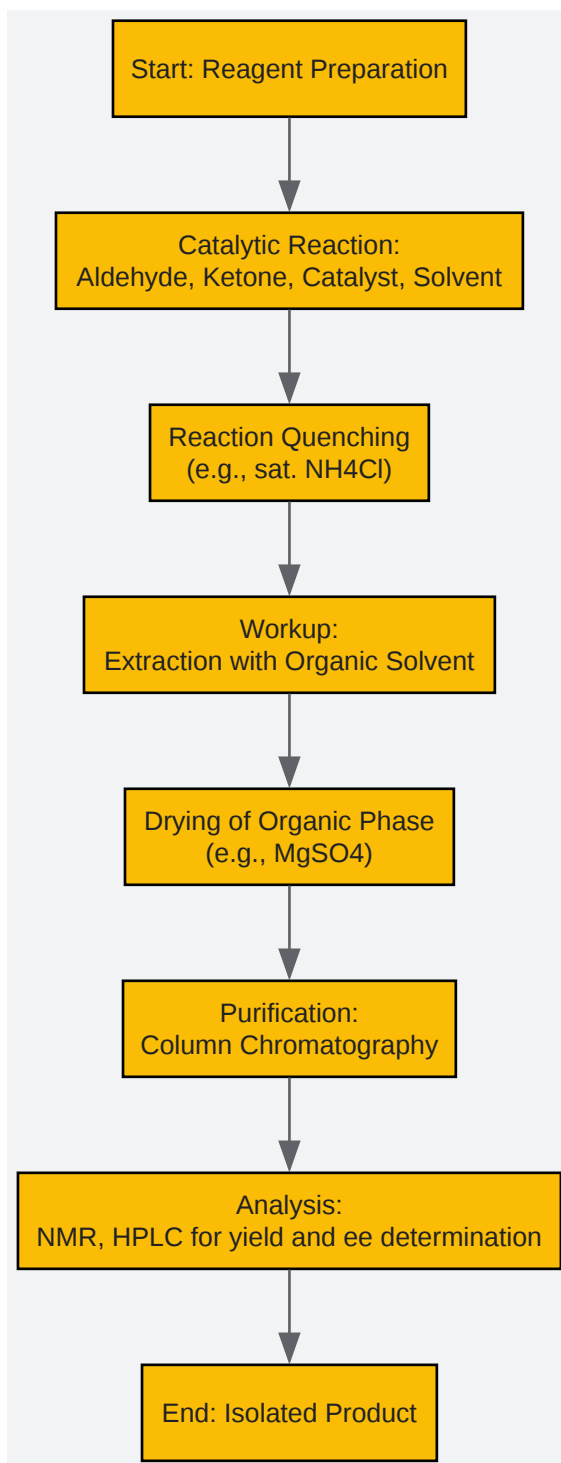 Start: Reagent Preparation
Catalytic Reaction:
Aldehyde, Ketone, Catalyst, Solvent
Reaction Quenching
(e.g., sat. NH4Cl)
Workup:
Extraction with Organic Solvent
Drying of Organic Phase
(e.g., MgSO4)
Purification:
Column Chromatography
Analysis:
NMR, HPLC for yield and ee determination
End: Isolated Product